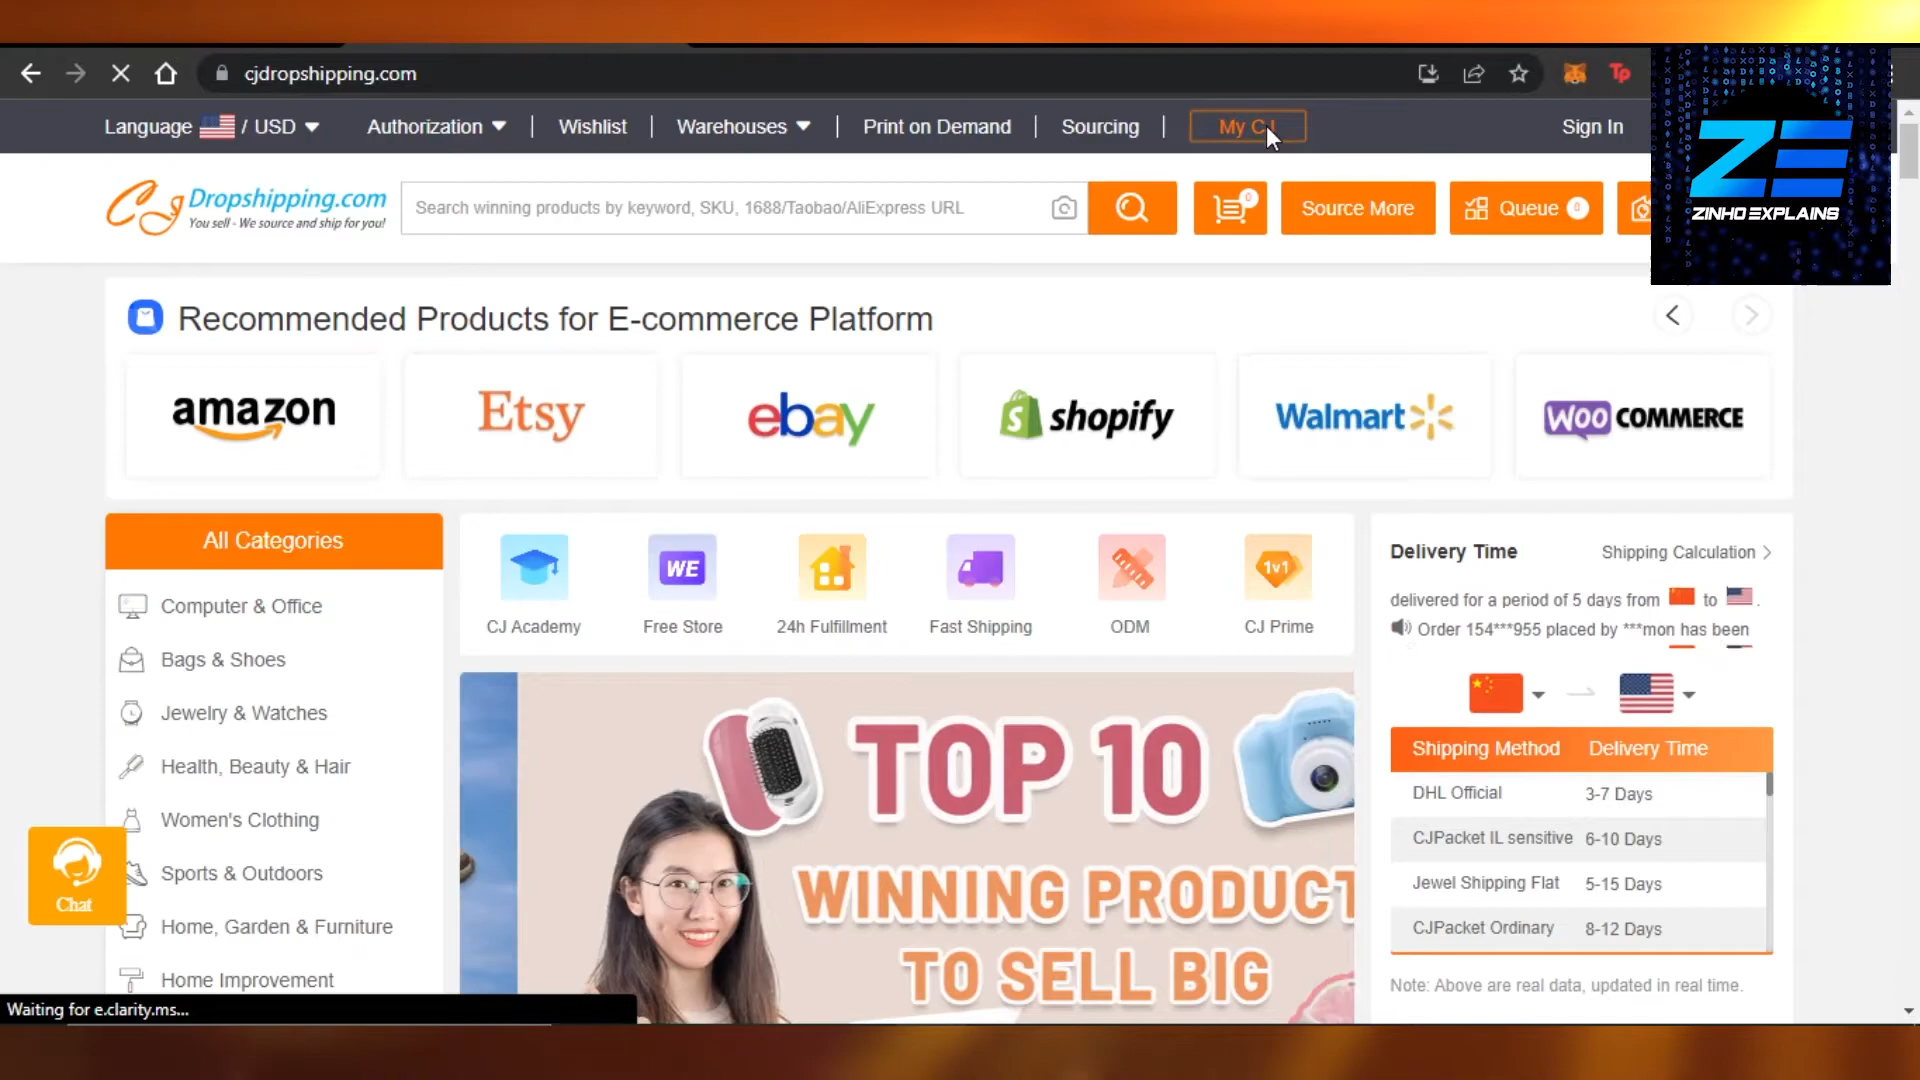 cjdropshipping.com
Tp
Language / USD
Authorization
Wishlist
Warehouses
Print on Demand
Sourcing
My CJ
Sign In
ZE
ZINHO EXPLAINS
CJ Dropshipping.com
You sell - We source and ship for you!
Search winning products by keyword, SKU, 1688/Taobao/AliExpress URL
0
Source More
Queue 0
Recommended Products for E-commerce Platform
amazon
Etsy
ebay
shopify
Walmart
WOO COMMERCE
All Categories
Computer & Office
Bags & Shoes
Jewelry & Watches
Health, Beauty & Hair
Women's Clothing
Sports & Outdoors
Home, Garden & Furniture
Home Improvement
Chat
WE
1v1
CJ Academy
Free Store
24h Fulfillment
Fast Shipping
ODM
CJ Prime
TOP 10
WINNING PRODUCT
TO SELL BIG
Delivery Time
Shipping Calculation
delivered for a period of 5 days from to .
Order 154***955 placed by ***mon has been
Shipping Method Delivery Time
DHL Official 3-7 Days
CJPacket IL sensitive 6-10 Days
Jewel Shipping Flat 5-15 Days
CJPacket Ordinary 8-12 Days
Note: Above are real data, updated in real time.
Waiting for e.clarity.ms...